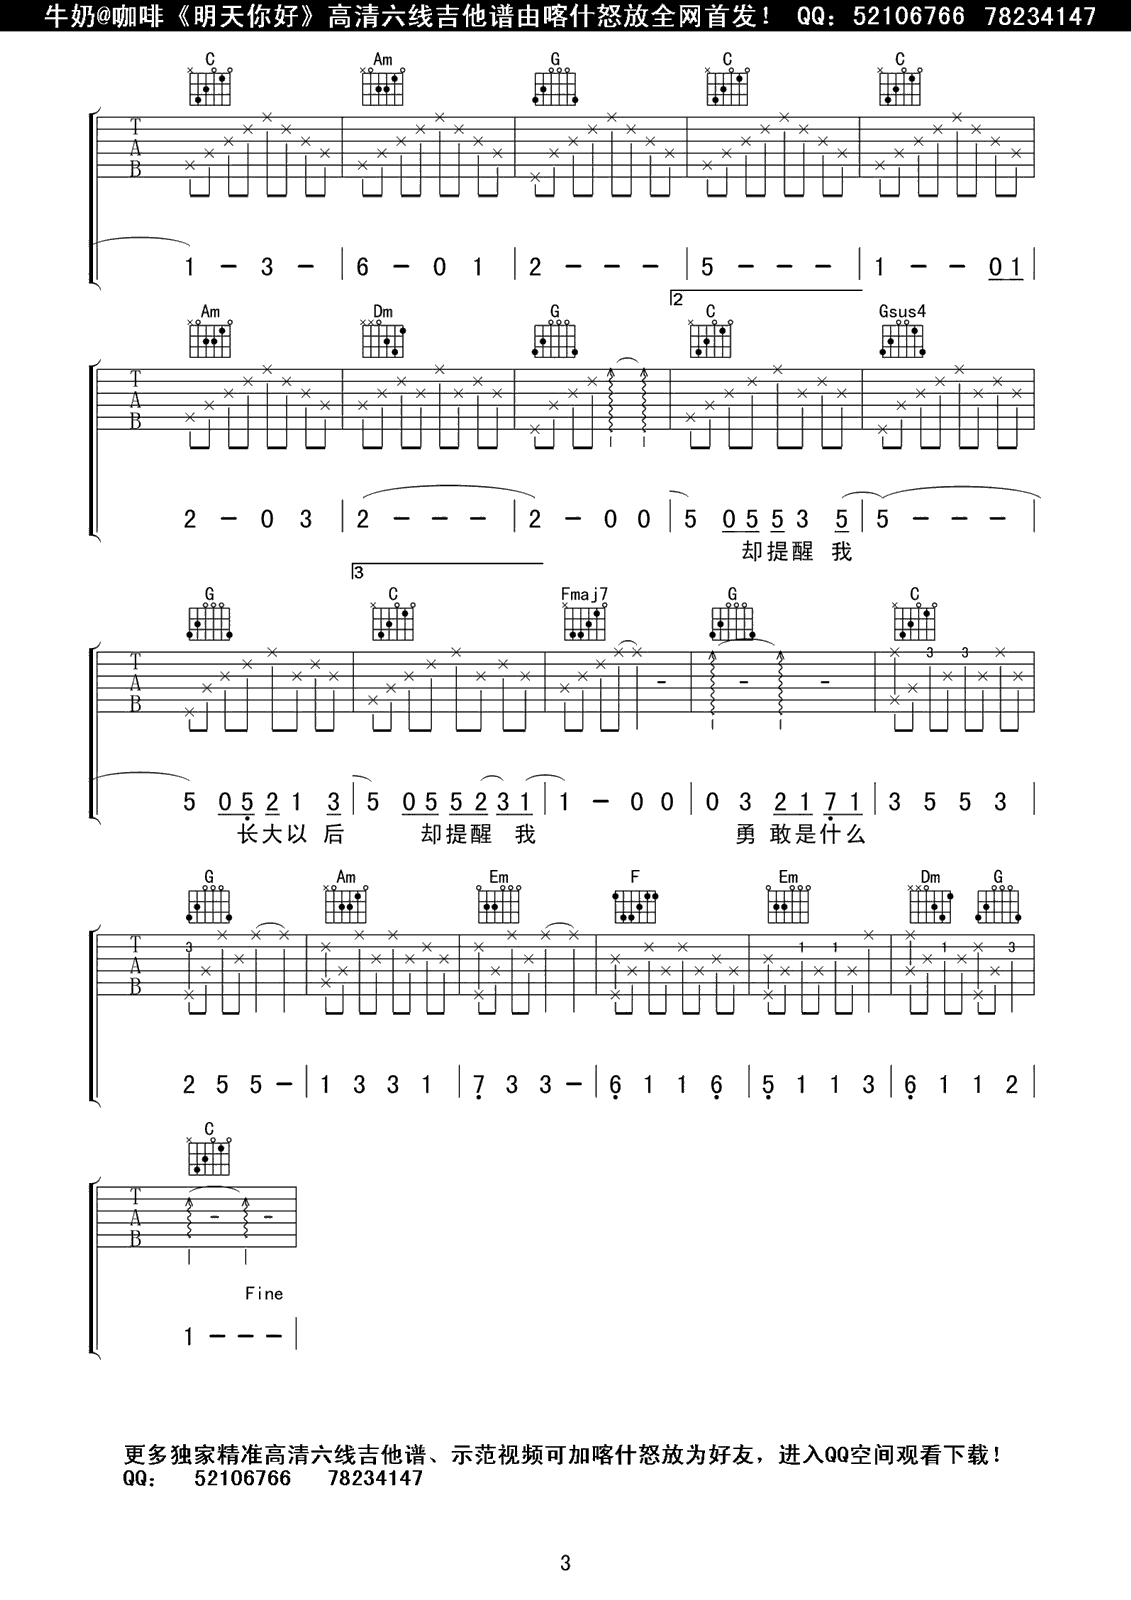 牛奶@咖啡《明天你好》高清六线吉他谱由喀什怒放全网首发！ QQ：52106766 78234147
C Am G C C
T
A
B
1 - 3 - | 6 - 0 1 | 2 - - - | 5 - - - | 1 - - 0 1 |
2
Am Dm G C Gsus4
T
A
B
2 - 0 3 | 2 - - - | 2 - 0 0 | 5 0 5 5 3 5 | 5 - - - |
却提醒 我
3
G C Fmaj7 G C
3 3
T
A
B
5 0 5 2 1 3 | 5 0 5 5 2 3 1 | 1 - 0 0 | 0 3 2 1 7 1 | 3 5 5 3 |
长大以 后 却提醒 我 勇 敢是什么
G Am Em F Em Dm G
3 1 1 1 3
T
A
B
2 5 5 - | 1 3 3 1 | 7 3 3 - | 6 1 1 6 | 5 1 1 3 | 6 1 1 2 |
C
T
A
B
Fine
1 - - - |
更多独家精准高清六线吉他谱、示范视频可加喀什怒放为好友，进入QQ空间观看下载！
QQ： 52106766 78234147
3